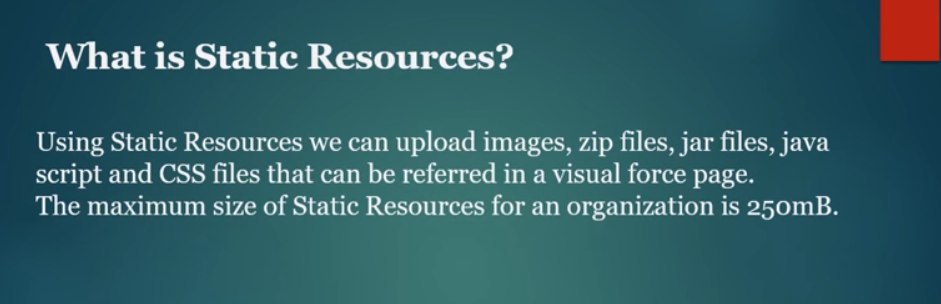 What is Static Resources?
Using Static Resources we can upload images, zip files, jar files, java
script and CSS files that can be referred in a visual force page.
The maximum size of Static Resources for an organization is 250mB.